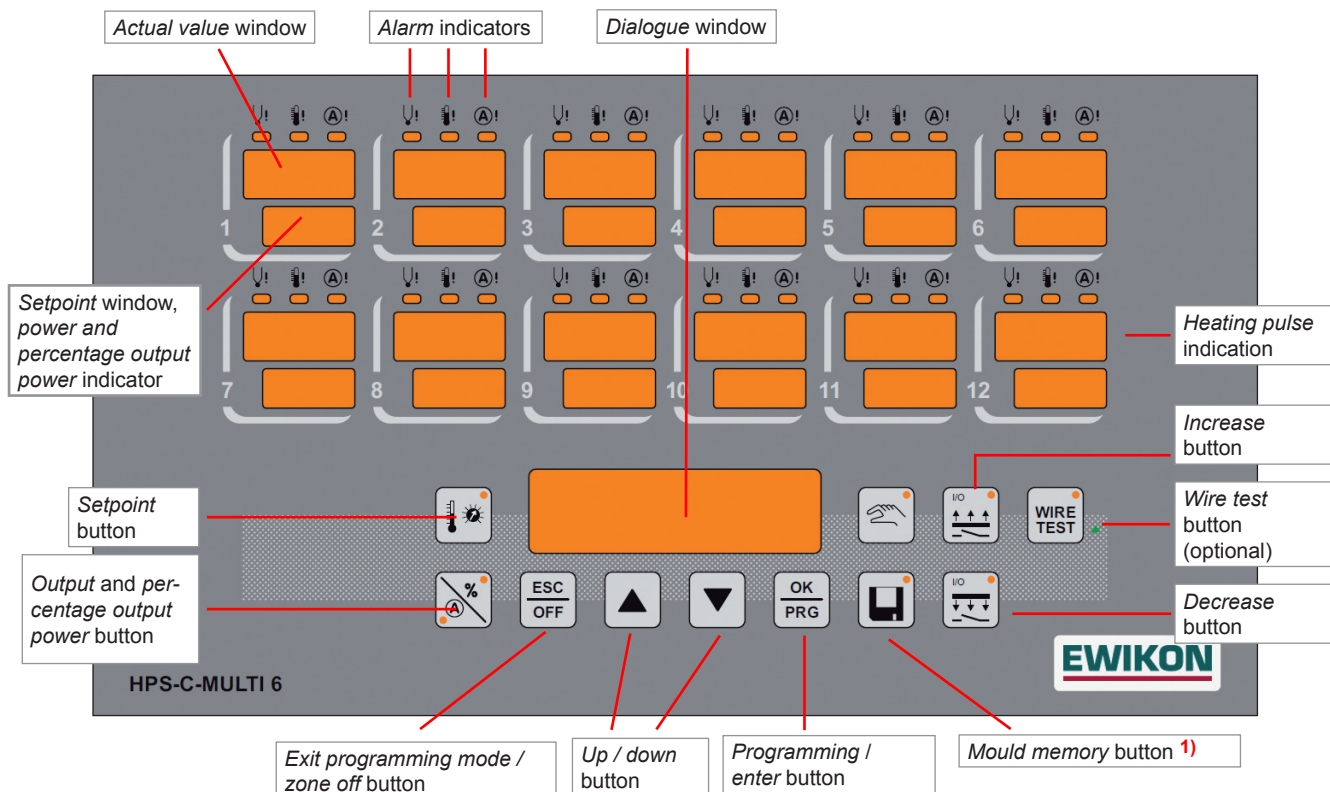 Actual value window
Alarm indicators
Dialogue window
! ! A!
! ! A!
! ! A!
! ! A!
! ! A!
! ! A!
1
2
3
4
5
6
! ! A!
! ! A!
! ! A!
! ! A!
! ! A!
! ! A!
7
8
9
10
11
12
Setpoint window,
power and
percentage output
power indicator
Heating pulse
indication
Increase
button
Setpoint
button
I/O
WIRE
TEST
Wire test
button
(optional)
Output and per-
centage output
power button
%
A
ESC
OFF
▲
▼
OK
PRG
I/O
Decrease
button
HPS-C-MULTI 6
EWIKON
Exit programming mode /
zone off button
Up / down
button
Programming /
enter button
Mould memory button 1)